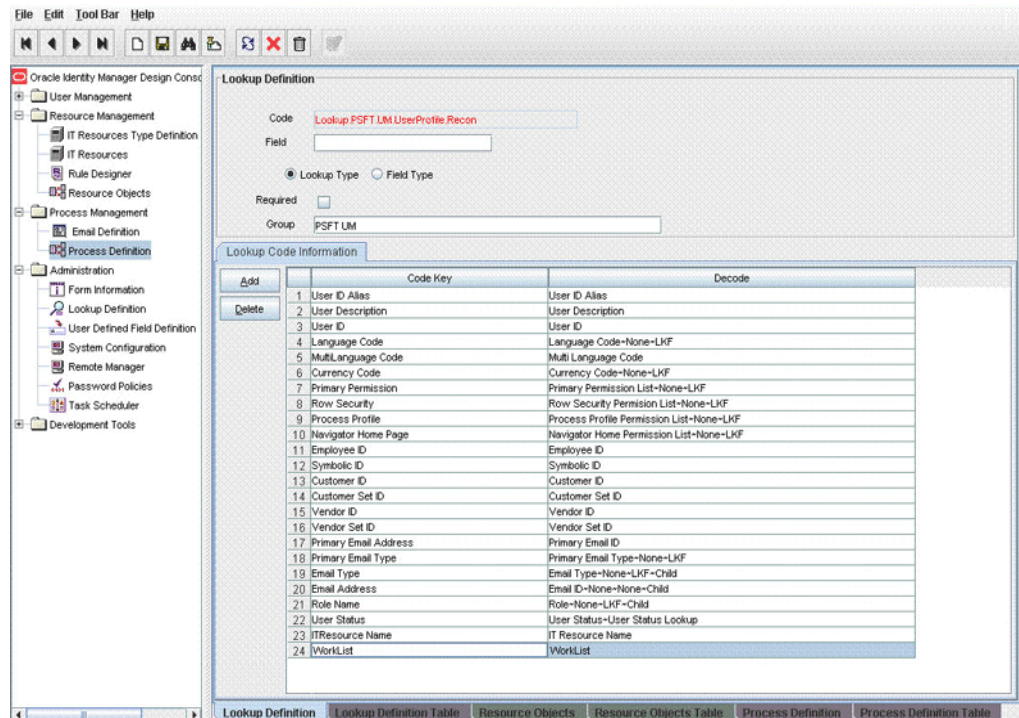 File Edit Tool Bar Help
Oracle Identity Manager Design Consc
User Management
Resource Management
IT Resources Type Definition
IT Resources
Rule Designer
Resource Objects
Process Management
Email Definition
Process Definition
Administration
Form Information
Lookup Definition
User Defined Field Definition
System Configuration
Remote Manager
Password Policies
Task Scheduler
Development Tools
Lookup Definition
Code Lookup.PSFT.UM.UserProfile.Recon
Field
Lookup Type Field Type
Required
Group PSFT UM
Lookup Code Information
Add
Delete
Code Key Decode
1 User ID Alias User ID Alias
2 User Description User Description
3 User ID User ID
4 Language Code Language Code~None~LKF
5 MultiLanguage Code Multi Language Code
6 Currency Code Currency Code~None~LKF
7 Primary Permission Primary Permission List~None~LKF
8 Row Security Row Security Permision List~None~LKF
9 Process Profile Process Profile Permission List~None~LKF
10 Navigator Home Page Navigator Home Permission List~None~LKF
11 Employee ID Employee ID
12 Symbolic ID Symbolic ID
13 Customer ID Customer ID
14 Customer Set ID Customer Set ID
15 Vendor ID Vendor ID
16 Vendor Set ID Vendor Set ID
17 Primary Email Address Primary Email ID
18 Primary Email Type Primary Email Type~None~LKF
19 Email Type Email Type~None~LKF~Child
20 Email Address Email ID~None~None~Child
21 Role Name Role~None~LKF~Child
22 User Status User Status~User Status Lookup
23 ITResource Name IT Resource Name
24 WorkList WorkList
Lookup Definition Lookup Definition Table Resource Objects Resource Objects Table Process Definition Process Definition Table